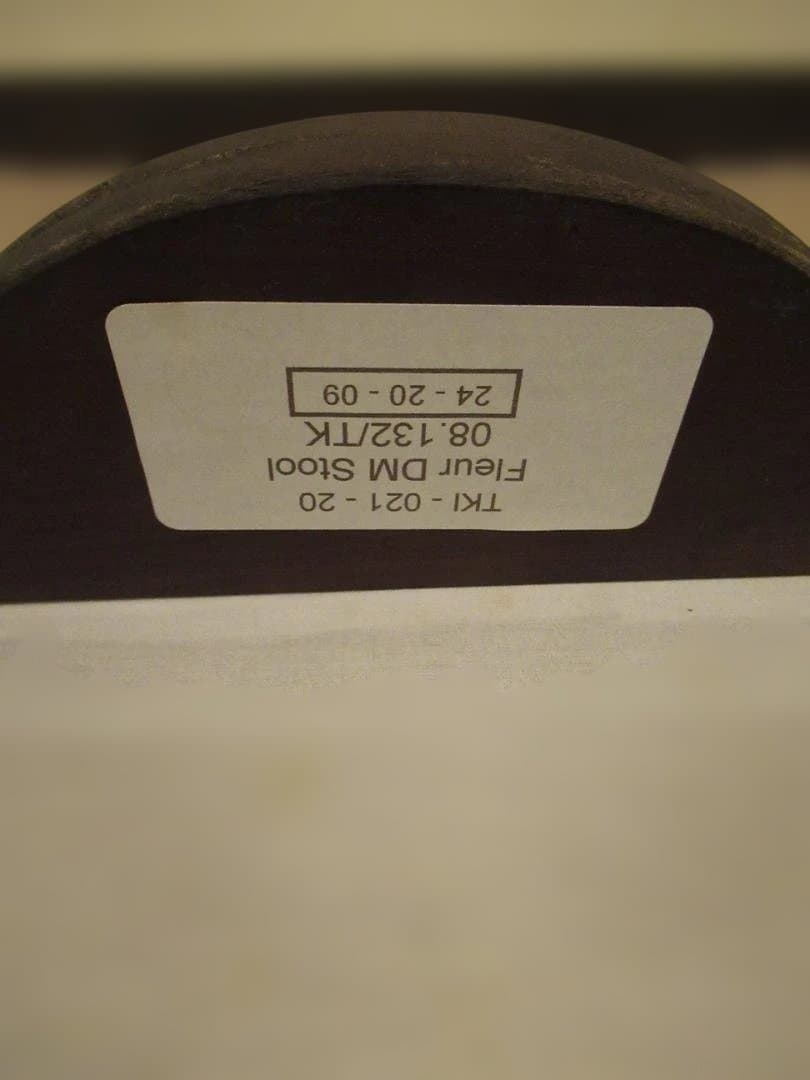 TKI - 021 - 20
Fleur DM Stool
08.132/TK
24 - 20 - 09